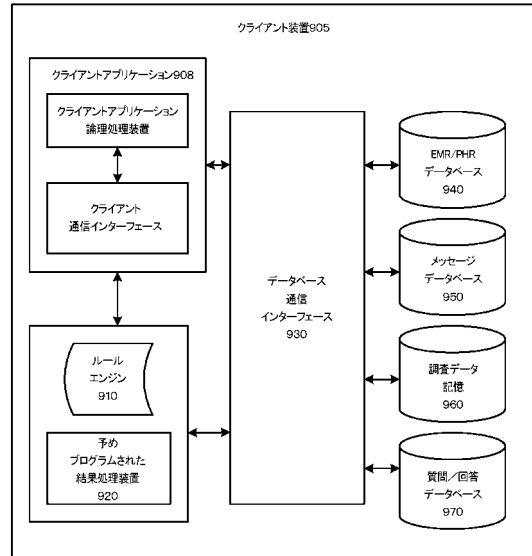 クライアント装置905
クライアントアプリケーション908
クライアントアプリケーション
論理処理装置
クライアント
通信インターフェース
ルール
エンジン
910
予め
プログラムされた
結果処理装置
920
データベース
通信
インターフェース
930
EMR/PHR
データベース
940
メッセージ
データベース
950
調査データ
記憶
960
質問/回答
データベース
970